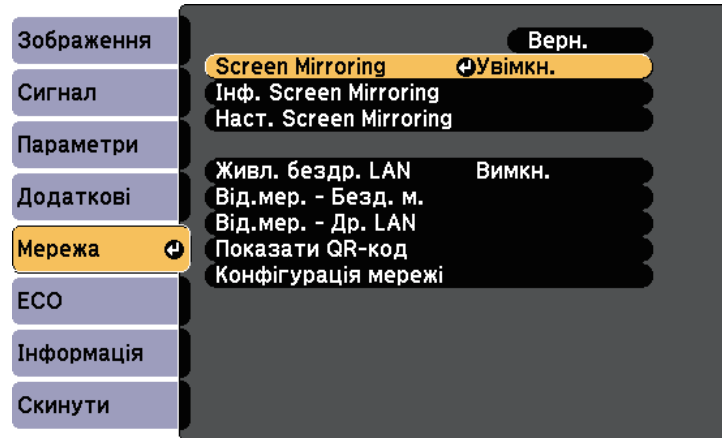 Зображення
Сигнал
Параметри
Додаткові
Мережа
ECO
Інформація
Скинути
Верн.
Screen Mirroring Увімкн.
Інф. Screen Mirroring
Наст. Screen Mirroring
Живл. бездр. LAN Вимкн.
Від.мер. - Безд. м.
Від.мер. - Др. LAN
Показати QR-код
Конфігурація мережі